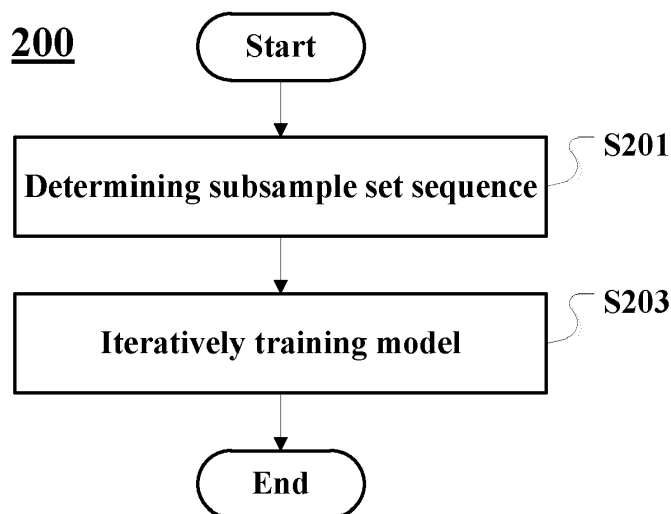 200
Start
S201
Determining subsample set sequence
S203
Iteratively training model
End